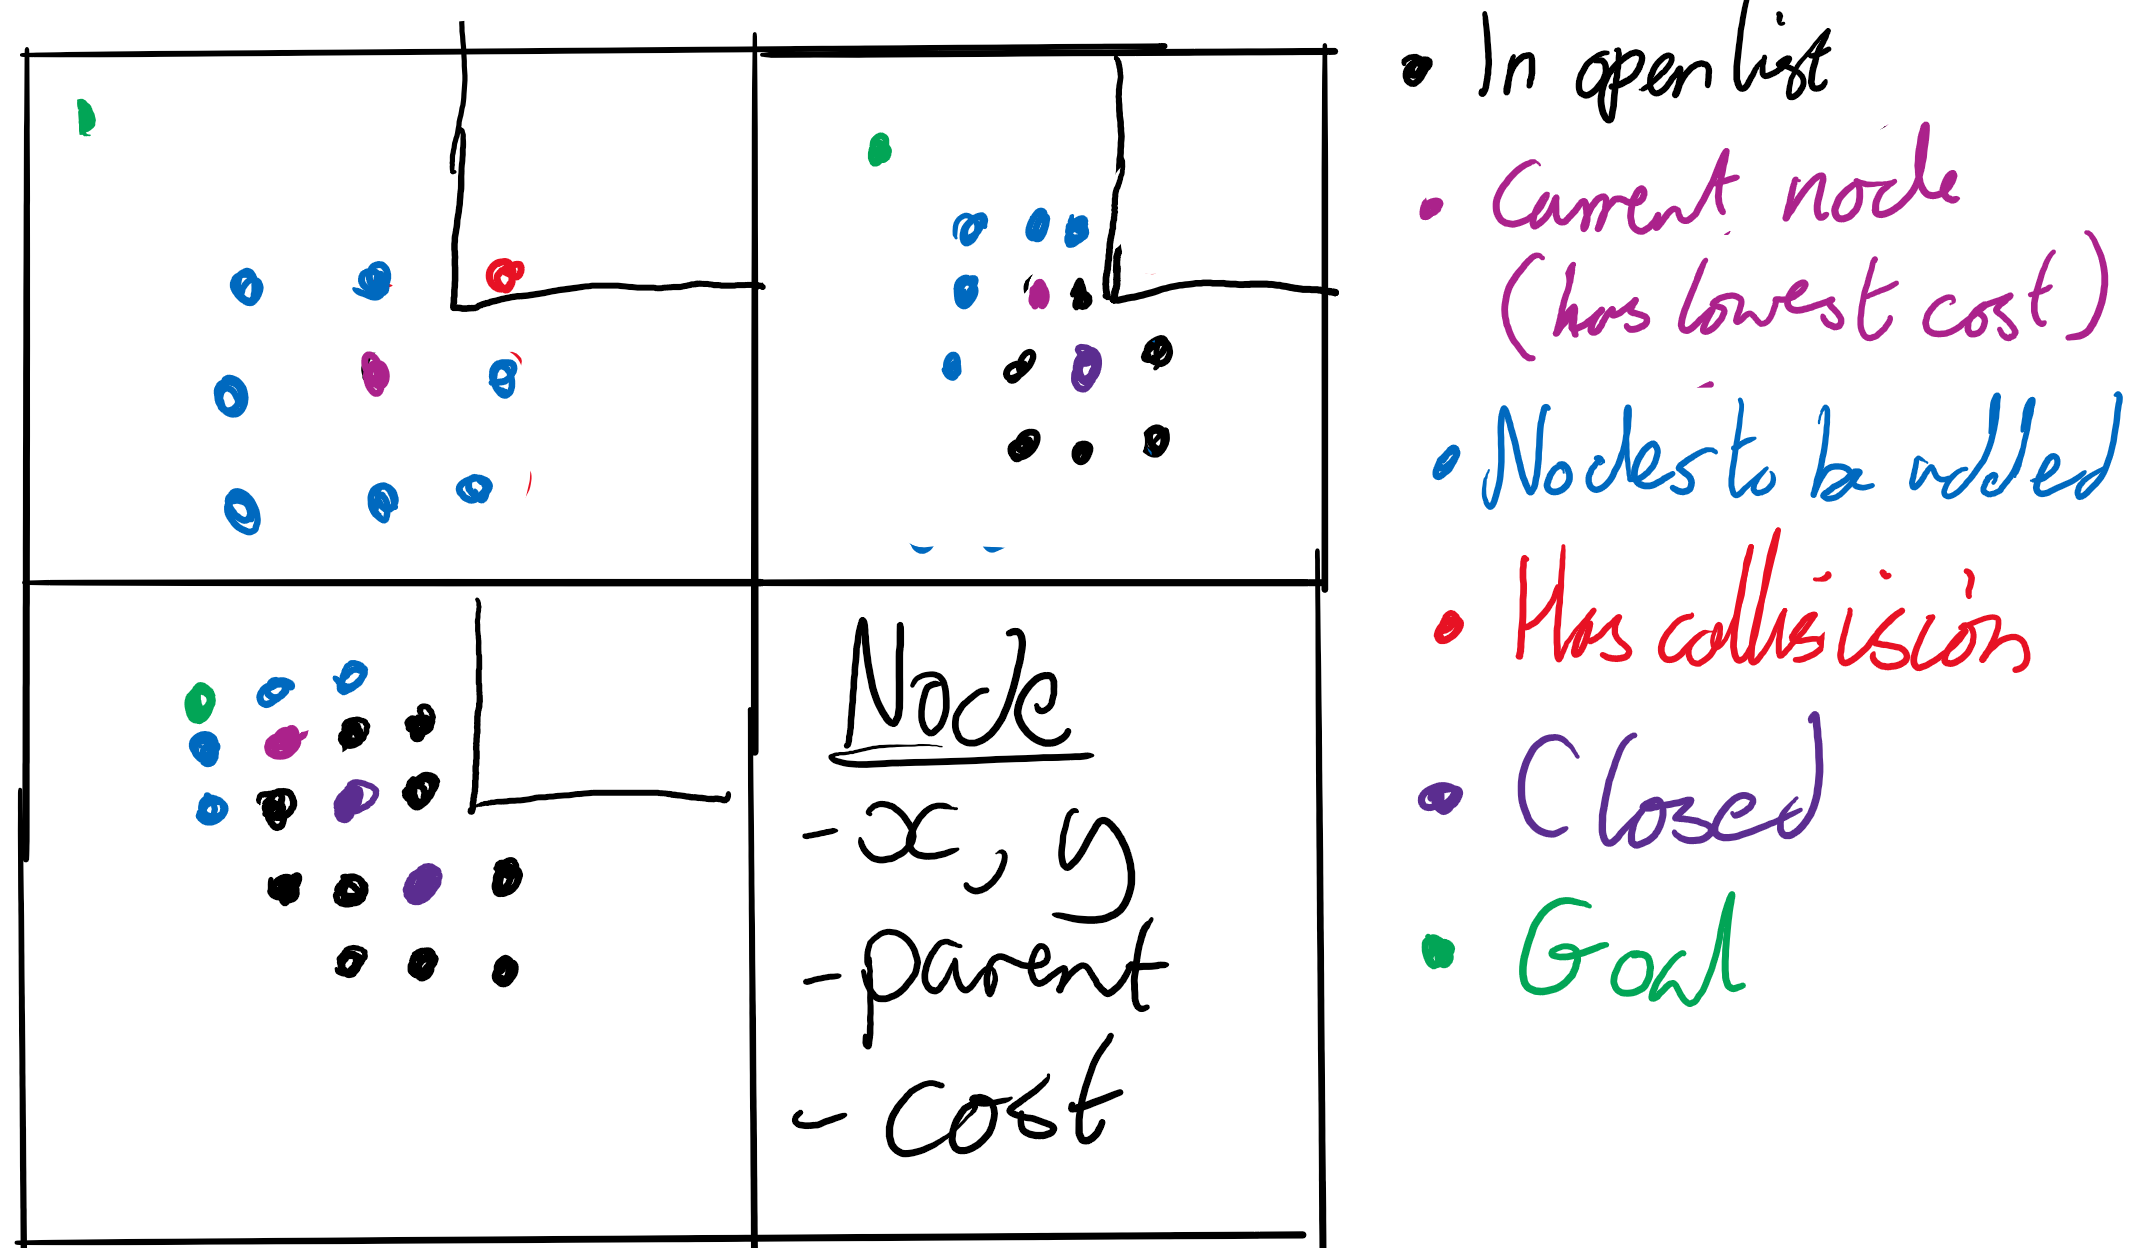 Node
- x, y
- parent
- cost
In open list
Current node
(has lowest cost)
Nodes to be added
Has collisision
Closed
Goal